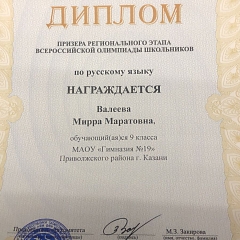 ДИПЛОМ
ПРИЗЕРА РЕГИОНАЛЬНОГО ЭТАПА
ВСЕРОССИЙСКОЙ ОЛИМПИАДЫ ШКОЛЬНИКОВ
по русскому языку
НАГРАЖДАЕТСЯ
Валеева
Мирра Маратовна,
обучающий(ая)ся 9 класса
МАОУ «Гимназия №19»
Приволжского района г. Казани
М.З. Закирова